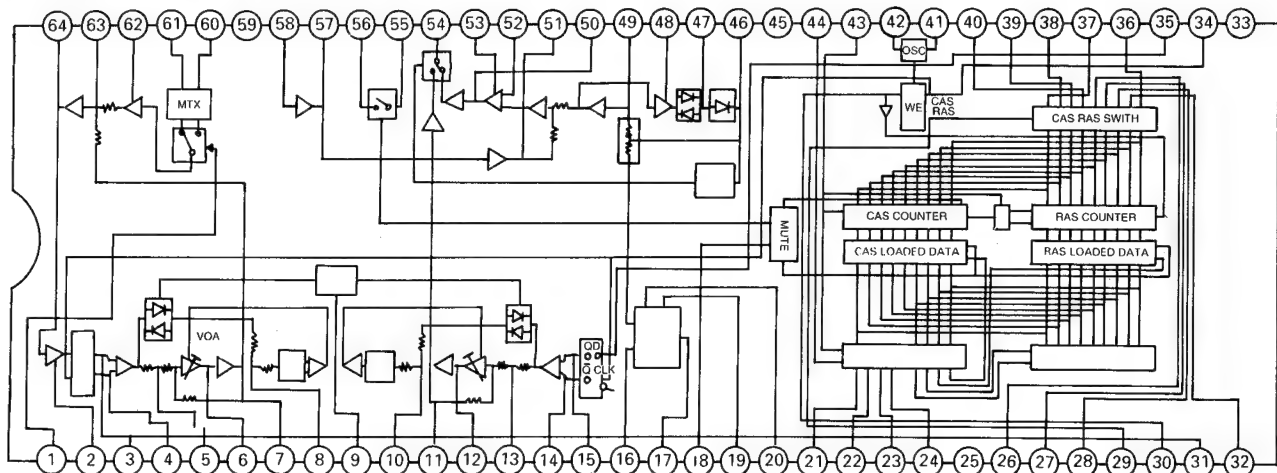 64 63 62 61 60 59 58 57 56 55 54 53 52 51 50 49 48 47 46 45 44 43 42 41 40 39 38 37 36 35 34 33
OSC
MTX
WE
CAS
RAS
CAS RAS SWITH
CAS COUNTER
RAS COUNTER
MUTE
CAS LOADED DATA
RAS LOADED DATA
VOA
QD
Q CLK
1 2 3 4 5 6 7 8 9 10 11 12 13 14 15 16 17 18 19 20 21 22 23 24 25 26 27 28 29 30 31 32